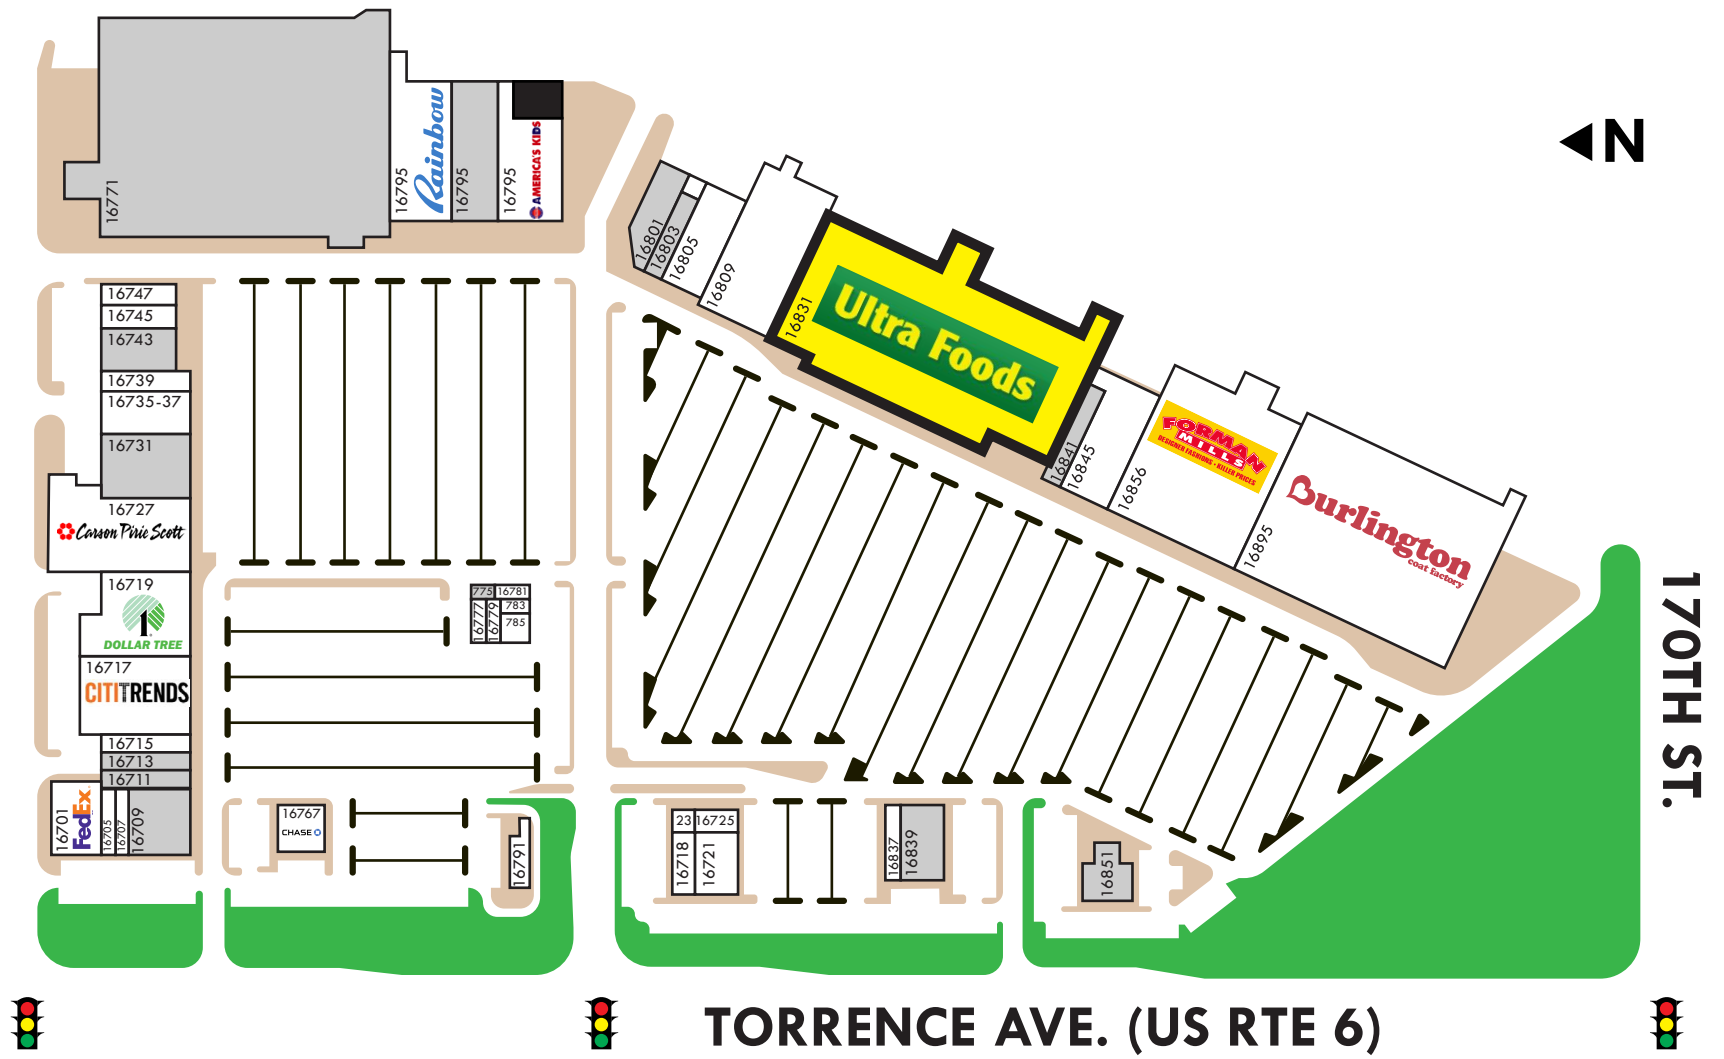 N
16771
16795
Rainbow
16795
16795
AMERICA'S KIDS
16801
16803
16805
16809
16831
Ultra Foods
16841
16845
16856
FORMAN
MILLS
DESIGNER FASHIONS • KILLER PRICES
16895
Burlington
coat factory
16747
16745
16743
16739
16735-37
16731
16727
Carson Pirie Scott
16719
1
DOLLAR TREE
16717
CITITRENDS
16715
16713
16711
16701
FedEx
16705
16707
16709
775
16781
16777
16779
783
785
16767
CHASE
16791
23
16725
16718
16721
16837
16839
16851
170TH ST.
TORRENCE AVE. (US RTE 6)